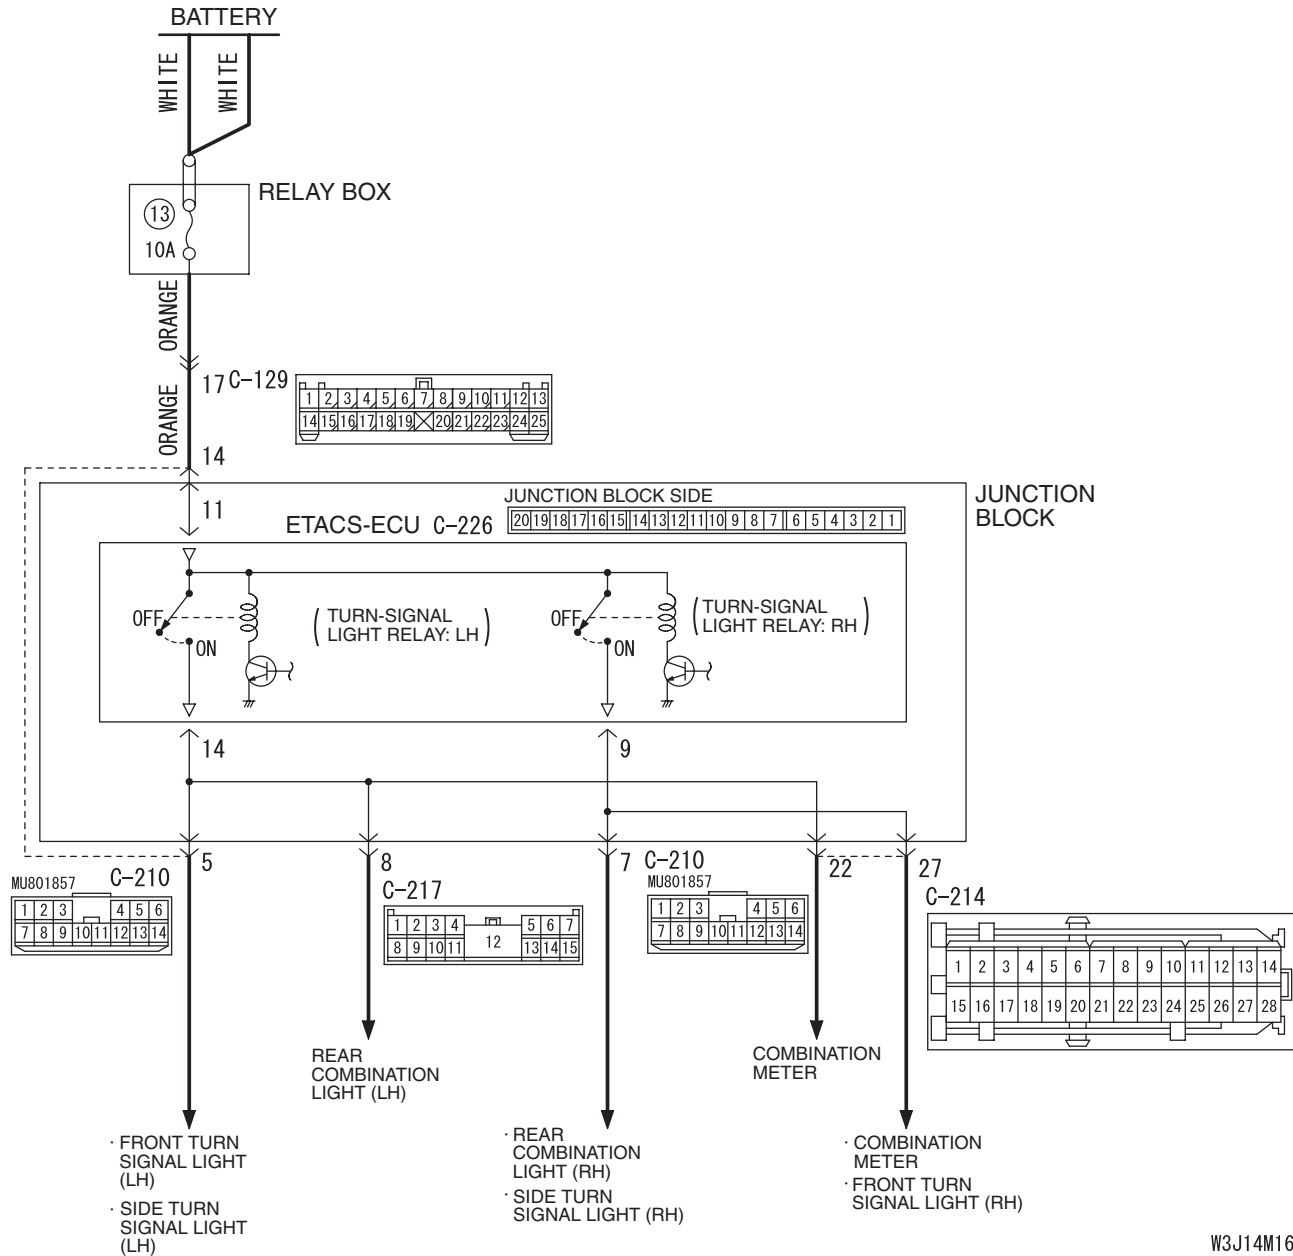 BATTERY
WHITE
WHITE
RELAY BOX
13
10A
ORANGE
17 C-129
1 2 3 4 5 6 7 8 9 10 11 12 13
14 15 16 17 18 19 20 21 22 23 24 25
ORANGE
14
JUNCTION BLOCK SIDE
JUNCTION
BLOCK
11
ETACS-ECU C-226
20 19 18 17 16 15 14 13 12 11 10 9 8 7 6 5 4 3 2 1
OFF
ON
(TURN-SIGNAL
LIGHT RELAY: LH)
OFF
ON
(TURN-SIGNAL
LIGHT RELAY: RH)
14
9
5
8
7
22
27
C-210
MU801857
1 2 3 4 5 6
7 8 9 10 11 12 13 14
C-217
1 2 3 4 5 6 7
8 9 10 11 12 13 14 15
C-210
MU801857
1 2 3 4 5 6
7 8 9 10 11 12 13 14
C-214
1 2 3 4 5 6 7 8 9 10 11 12 13 14
15 16 17 18 19 20 21 22 23 24 25 26 27 28
REAR
COMBINATION
LIGHT (LH)
COMBINATION
METER
· FRONT TURN
SIGNAL LIGHT
(LH)
· SIDE TURN
SIGNAL LIGHT
(LH)
· REAR
COMBINATION
LIGHT (RH)
· SIDE TURN
SIGNAL LIGHT (RH)
· COMBINATION
METER
· FRONT TURN
SIGNAL LIGHT (RH)
W3J14M16